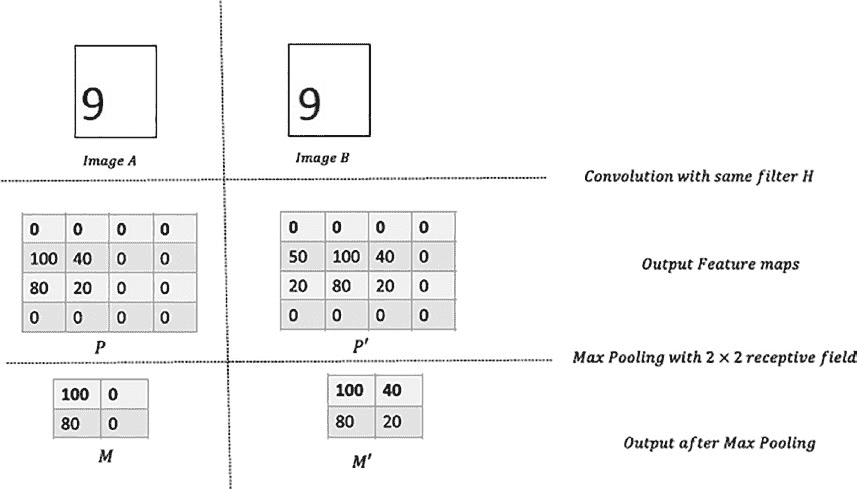 9 9
Image A Image B
Convolution with same filter H
0 0 0 0 0 0 0 0
100 40 0 0 50 100 40 0
Output Feature maps
80 20 0 0 20 80 20 0
0 0 0 0 0 0 0 0
P P'
Max Pooling with 2 × 2 receptive field
100 0 100 40
80 0 80 20
Output after Max Pooling
M M'